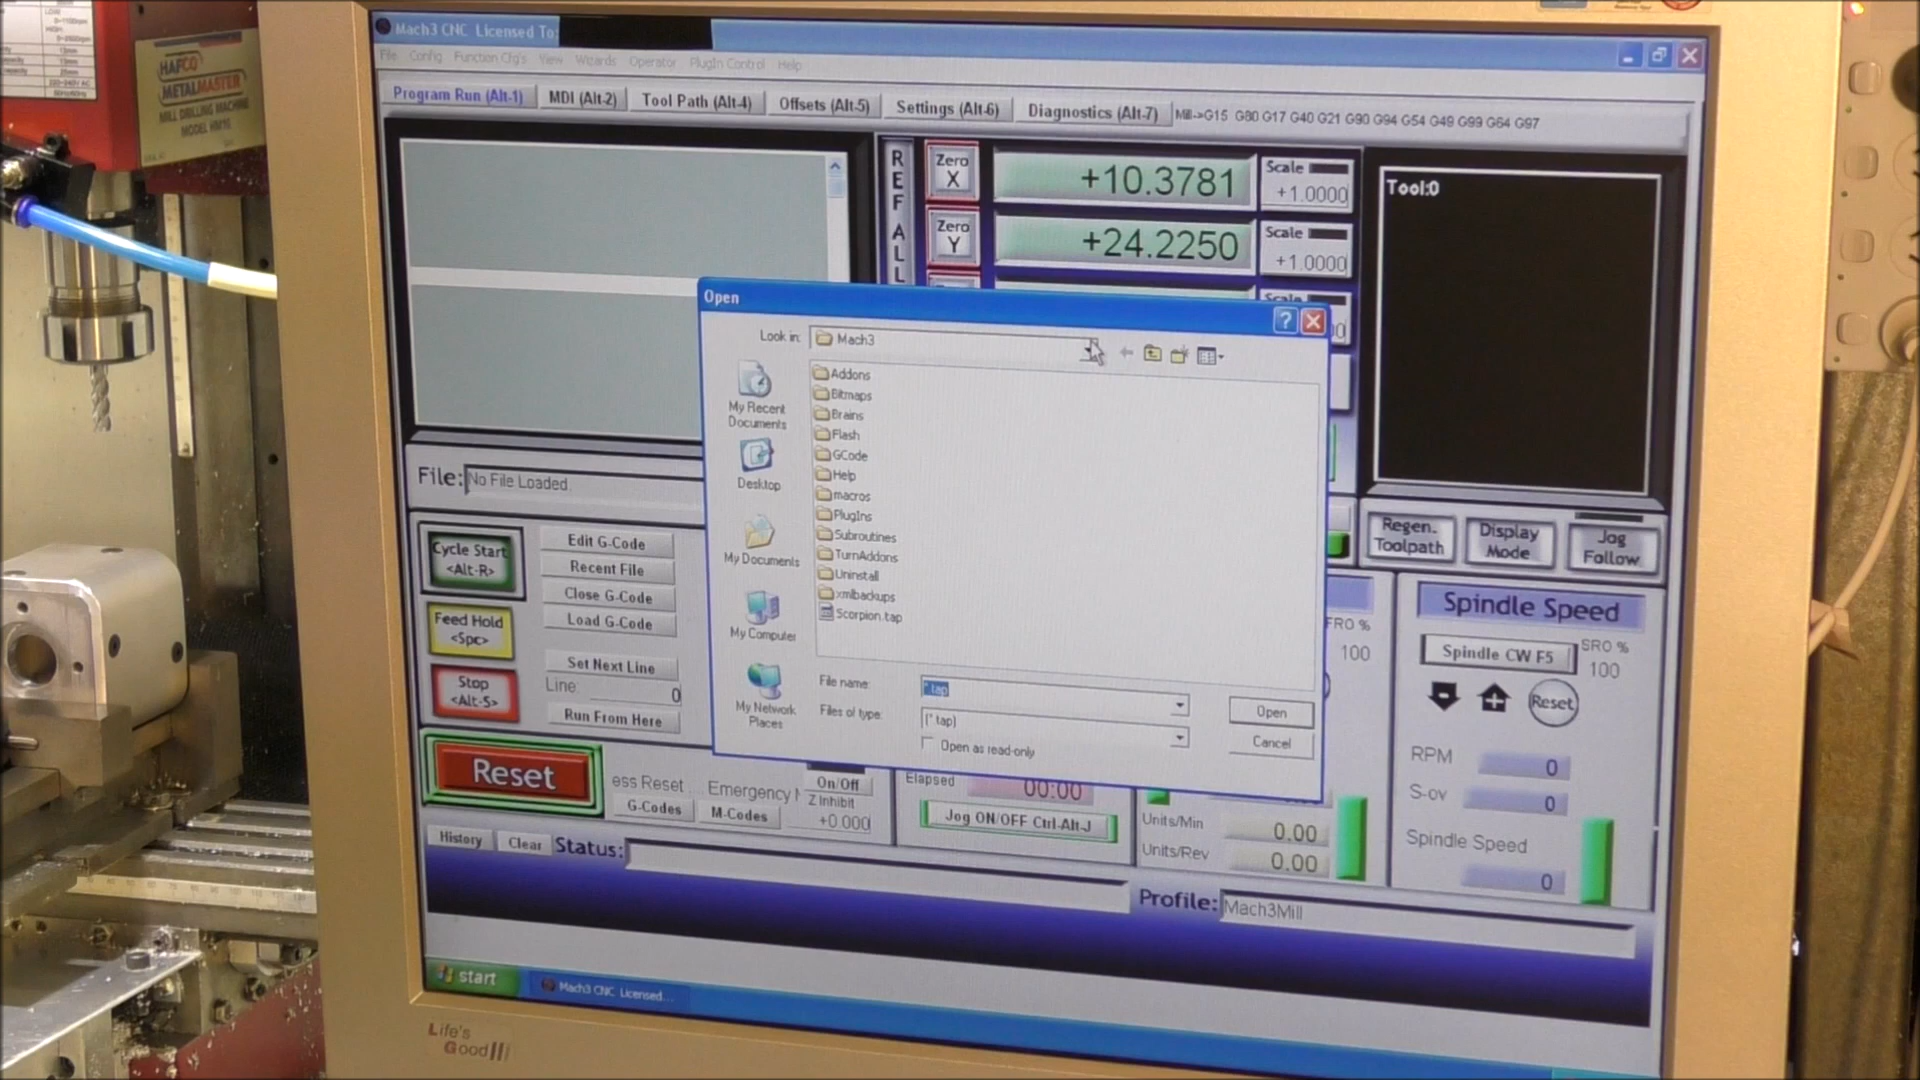 HAFCO
METALMASTER
MILL DRILLING MACHINE
Mach3 CNC Licensed To:
File Config Function Cfg's View Wizards Operator PlugIn Control Help
Program Run (Alt-1) MDI (Alt-2) Tool Path (Alt-4) Offsets (Alt-5) Settings (Alt-6) Diagnostics (Alt-7) Mill->G15 G80 G17 G40 G21 G90 G94 G54 G49 G99 G64 G97
REF ALL
Zero X +10.3781 Scale +1.0000
Zero Y +24.2250 Scale +1.0000
Scale
Tool:0
Open
Look in: Mach3
Addons
Bitmaps
Brains
Flash
GCode
Help
macros
PlugIns
Subroutines
TurnAddons
Uninstall
xmlbackups
Scorpion.tap
My Recent Documents
Desktop
My Documents
My Computer
My Network Places
File name: *.tap
Files of type: (*.tap)
Open as read-only
Open
Cancel
File: No File Loaded.
Cycle Start <Alt-R>
Feed Hold <Spc>
Stop <Alt-S>
Edit G-Code
Recent File
Close G-Code
Load G-Code
Set Next Line
Line: 0
Run From Here
Reset
G-Codes M-Codes
ess Reset Emergency
On/Off
Z Inhibit
+0.000
Elapsed 00:00
Jog ON/OFF Ctrl-Alt-J
Regen. Toolpath
Display Mode
Jog Follow
FRO %
100
Units/Min 0.00
Units/Rev 0.00
Spindle Speed
Spindle CW F5
SRO %
100
Reset
RPM 0
S-ov 0
Spindle Speed
0
History Clear Status:
Profile: Mach3Mill
start Mach3 CNC Licensed...
Life's Good